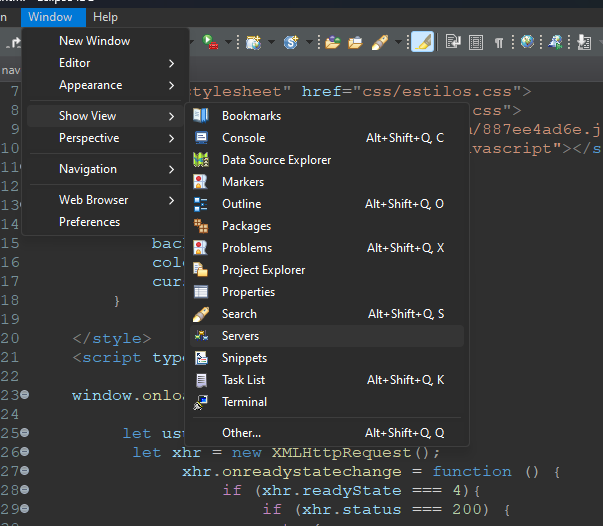 Window Help
New Window
Editor
Appearance
Show View
Perspective
Navigation
Web Browser
Preferences
Bookmarks
Console Alt+Shift+Q, C
Data Source Explorer
Markers
Outline Alt+Shift+Q, O
Packages
Problems Alt+Shift+Q, X
Project Explorer
Properties
Search Alt+Shift+Q, S
Servers
Snippets
Task List Alt+Shift+Q, K
Terminal
Other... Alt+Shift+Q, Q
nav
7 tylesheet" href="css/estilos.css">
8 css">
9 /887ee4ad6e.j
10 avascript"></s
11
12
13
14
15 bac
16 colo
17 cur
18 }
19
20 </style>
21 <script type
22
23 window.onloa
24
25 let us
26 let xhr = new XMLHttpRequest();
27 xhr.onreadystatechange = function () {
28 if (xhr.readyState === 4){
29 if (xhr.status === 200) {